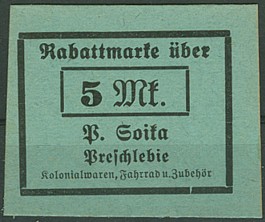 Rabattmarke über
5 Mk.
P. Soika
Preschlebie
Kolonialwaren, Fahrrad u. Zubehör